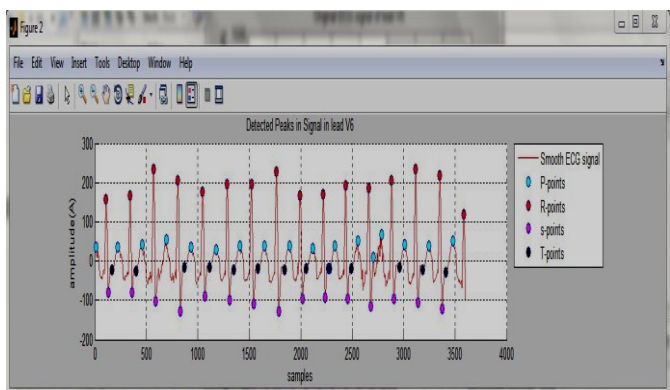 Figure 2
File Edit View Insert Tools Desktop Window Help
Detected Peaks in Signal in lead V6
300
200
100
0
-100
-200
amplitude(A)
0 500 1000 1500 2000 2500 3000 3500 4000
samples
Smooth ECG signal
P-points
R-points
s-points
T-points